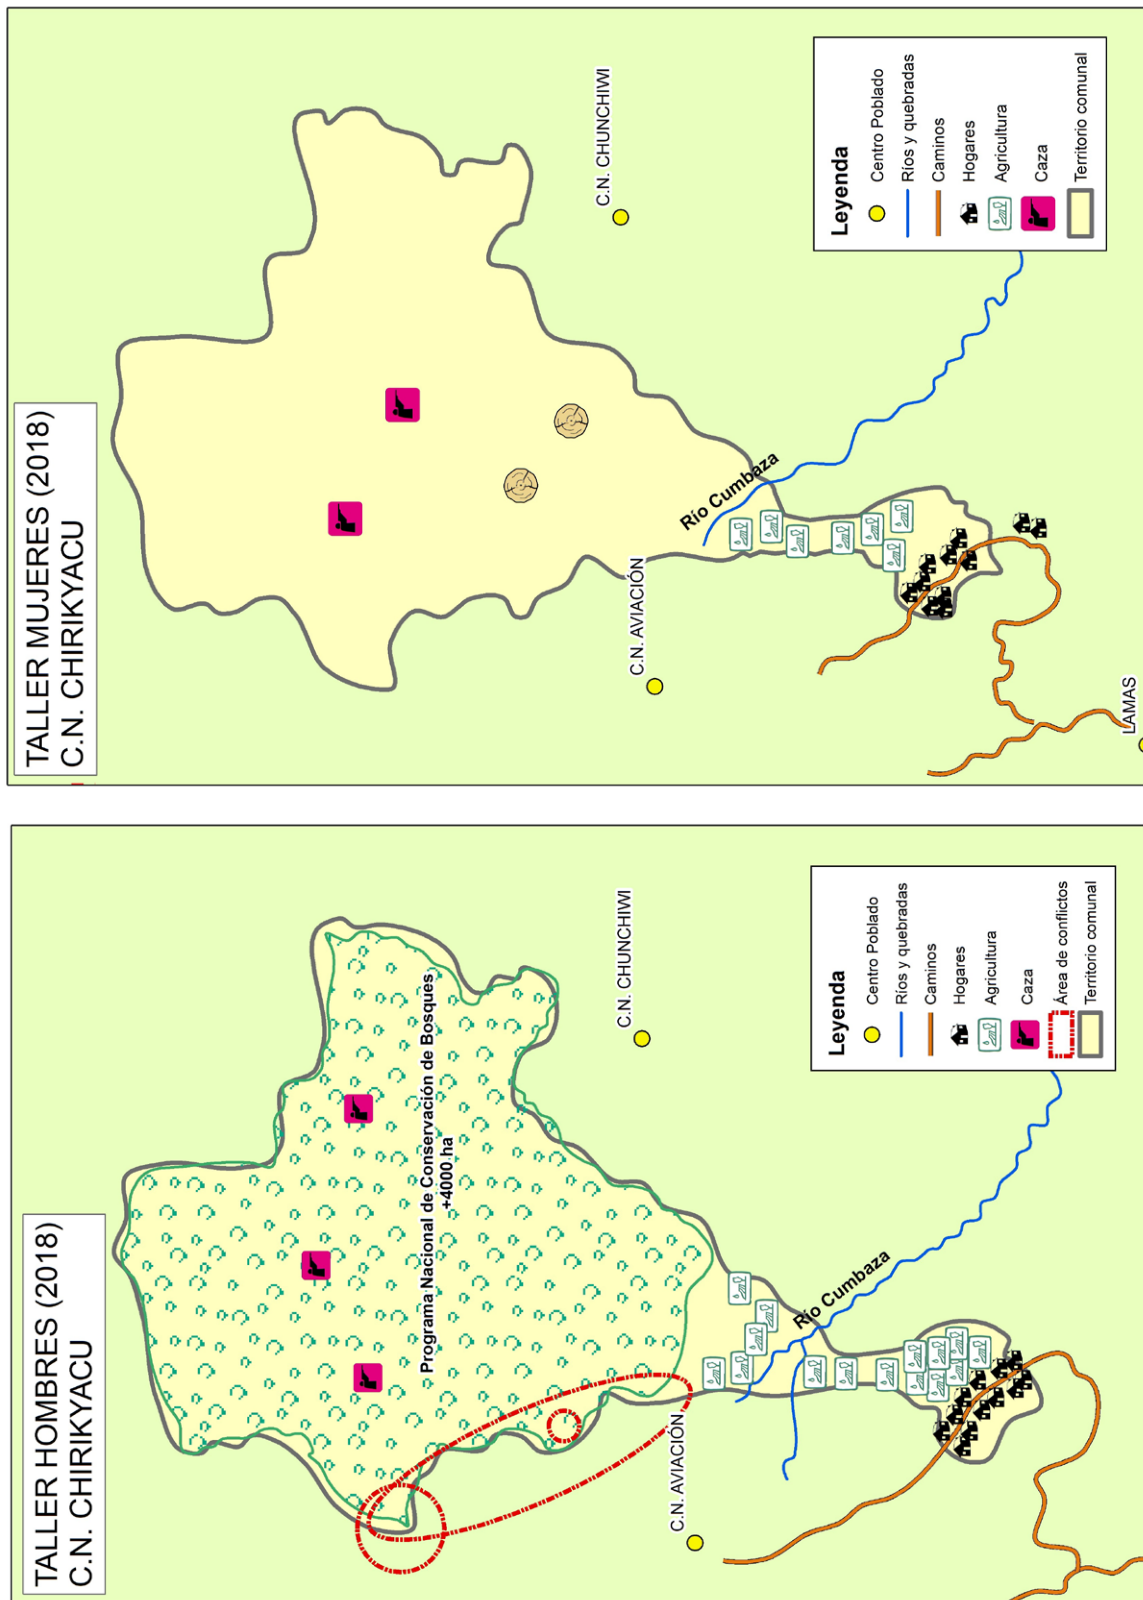 TALLER MUJERES (2018)
C.N. CHIRIKYACU
C.N. CHUNCHIWI
C.N. AVIACIÓN
Río Cumbaza
LAMAS
Leyenda
Centro Poblado
Ríos y quebradas
Caminos
Hogares
Agricultura
Caza
Territorio comunal
TALLER HOMBRES (2018)
C.N. CHIRIKYACU
Programa Nacional de Conservación de Bosques
+4000 ha
C.N. CHUNCHIWI
C.N. AVIACIÓN
Río Cumbaza
Leyenda
Centro Poblado
Ríos y quebradas
Caminos
Hogares
Agricultura
Caza
Área de conflictos
Territorio comunal